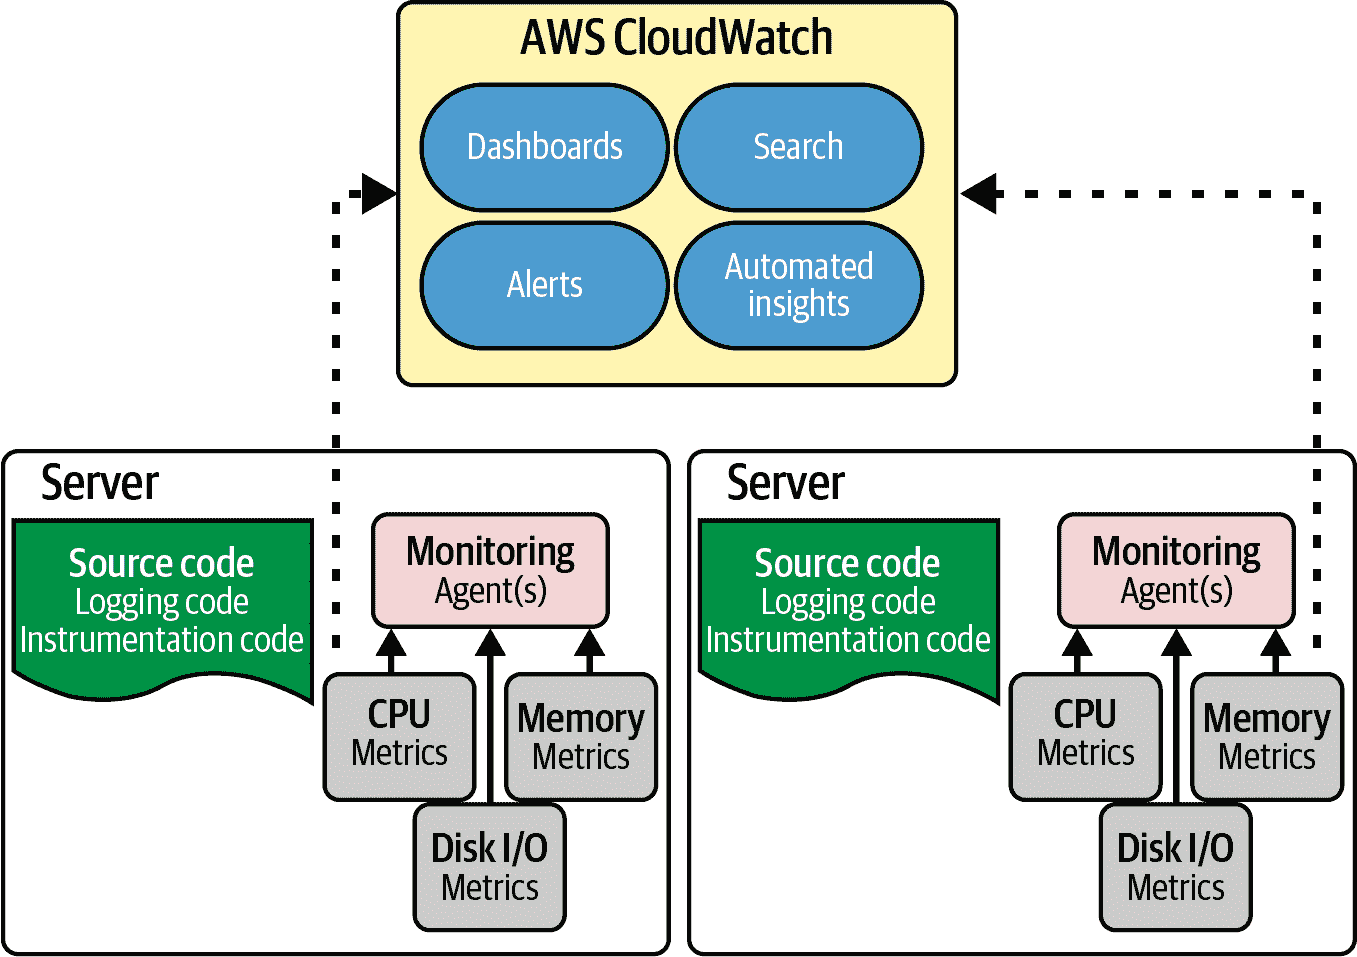 AWS CloudWatch
Dashboards
Search
Alerts
Automated
insights
Server
Source code
Logging code
Instrumentation code
Monitoring
Agent(s)
CPU
Metrics
Memory
Metrics
Disk I/O
Metrics
Server
Source code
Logging code
Instrumentation code
Monitoring
Agent(s)
CPU
Metrics
Memory
Metrics
Disk I/O
Metrics